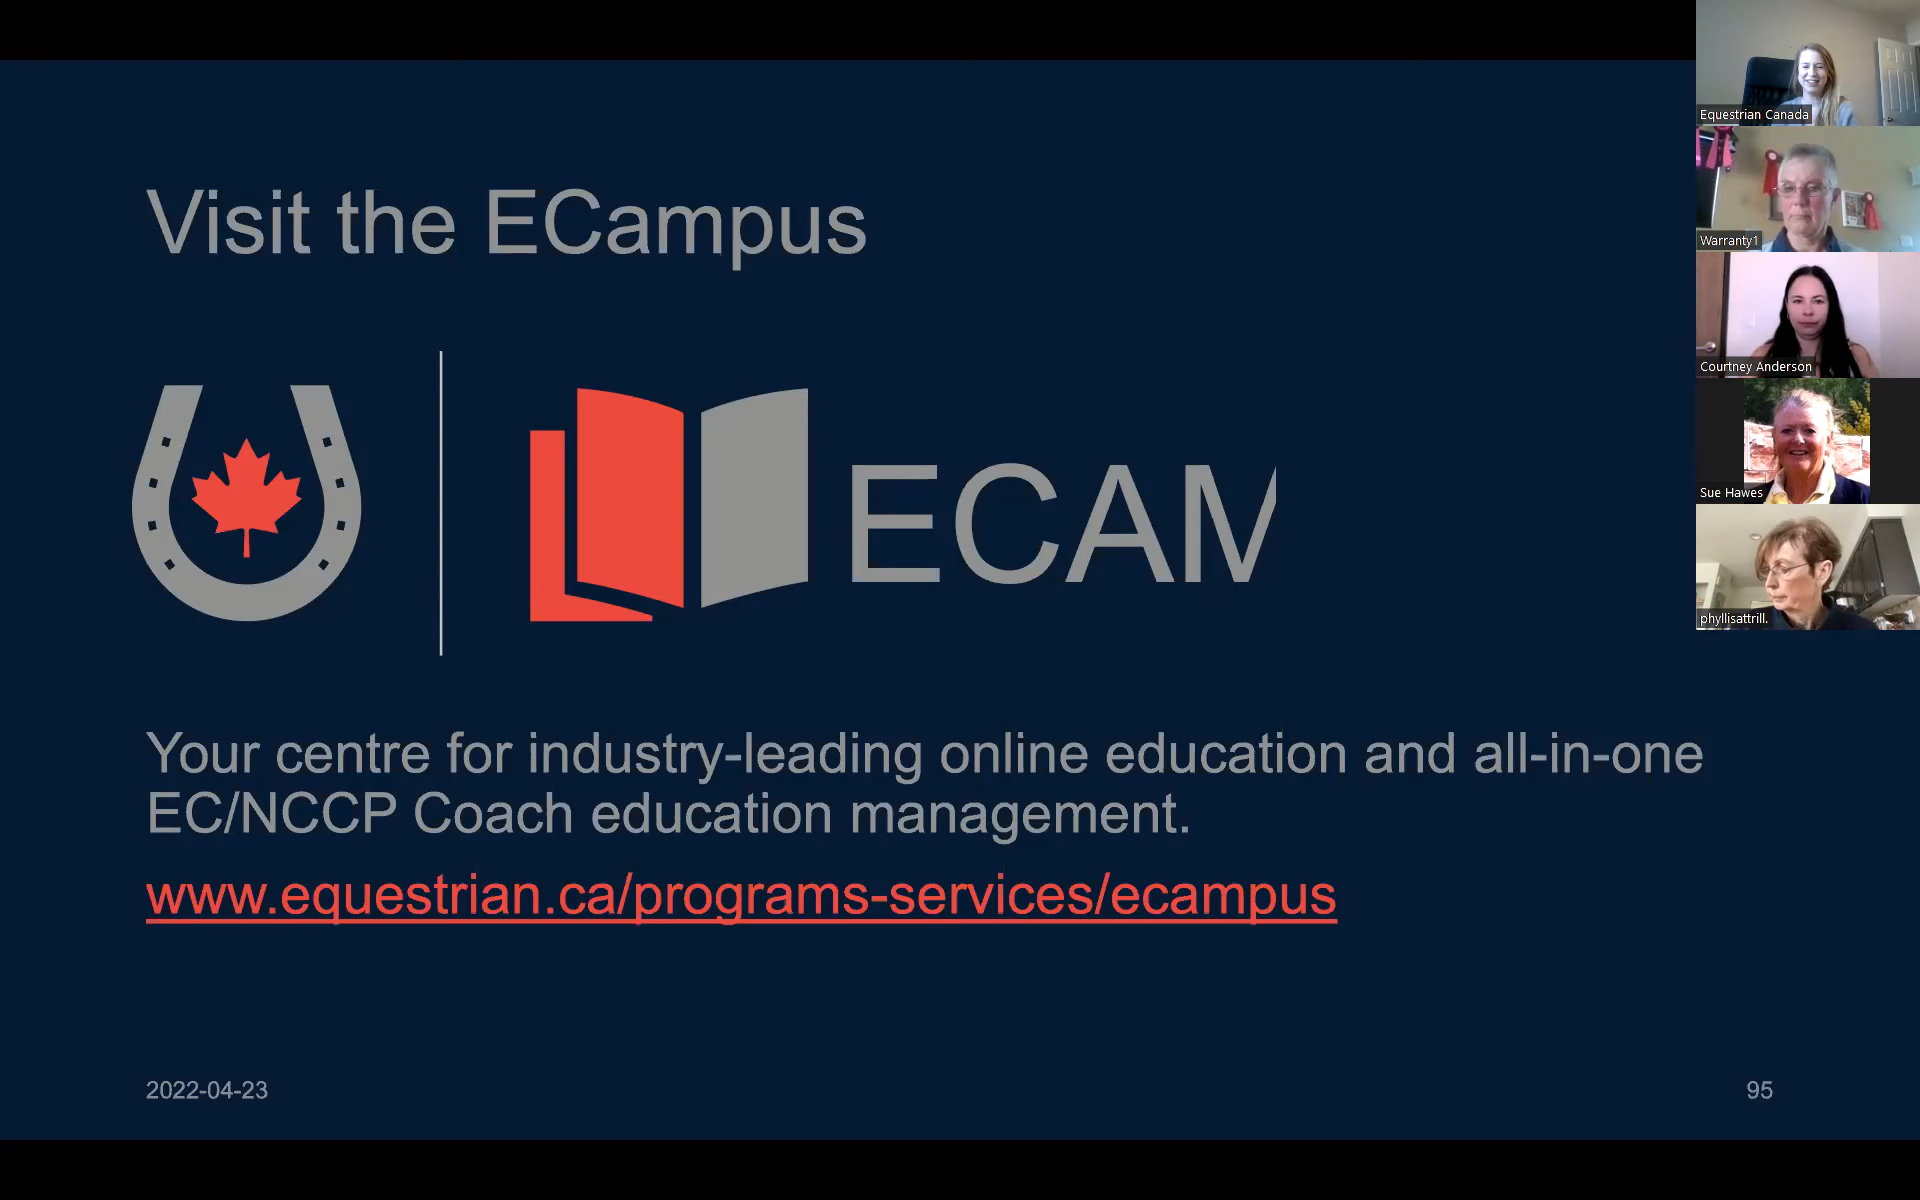 Visit the ECampus
ECAM
Your centre for industry-leading online education and all-in-one
EC/NCCP Coach education management.
www.equestrian.ca/programs-services/ecampus
2022-04-23
95
Equestrian Canada
Warranty1
Courtney Anderson
Sue Hawes
phyllisattrill.